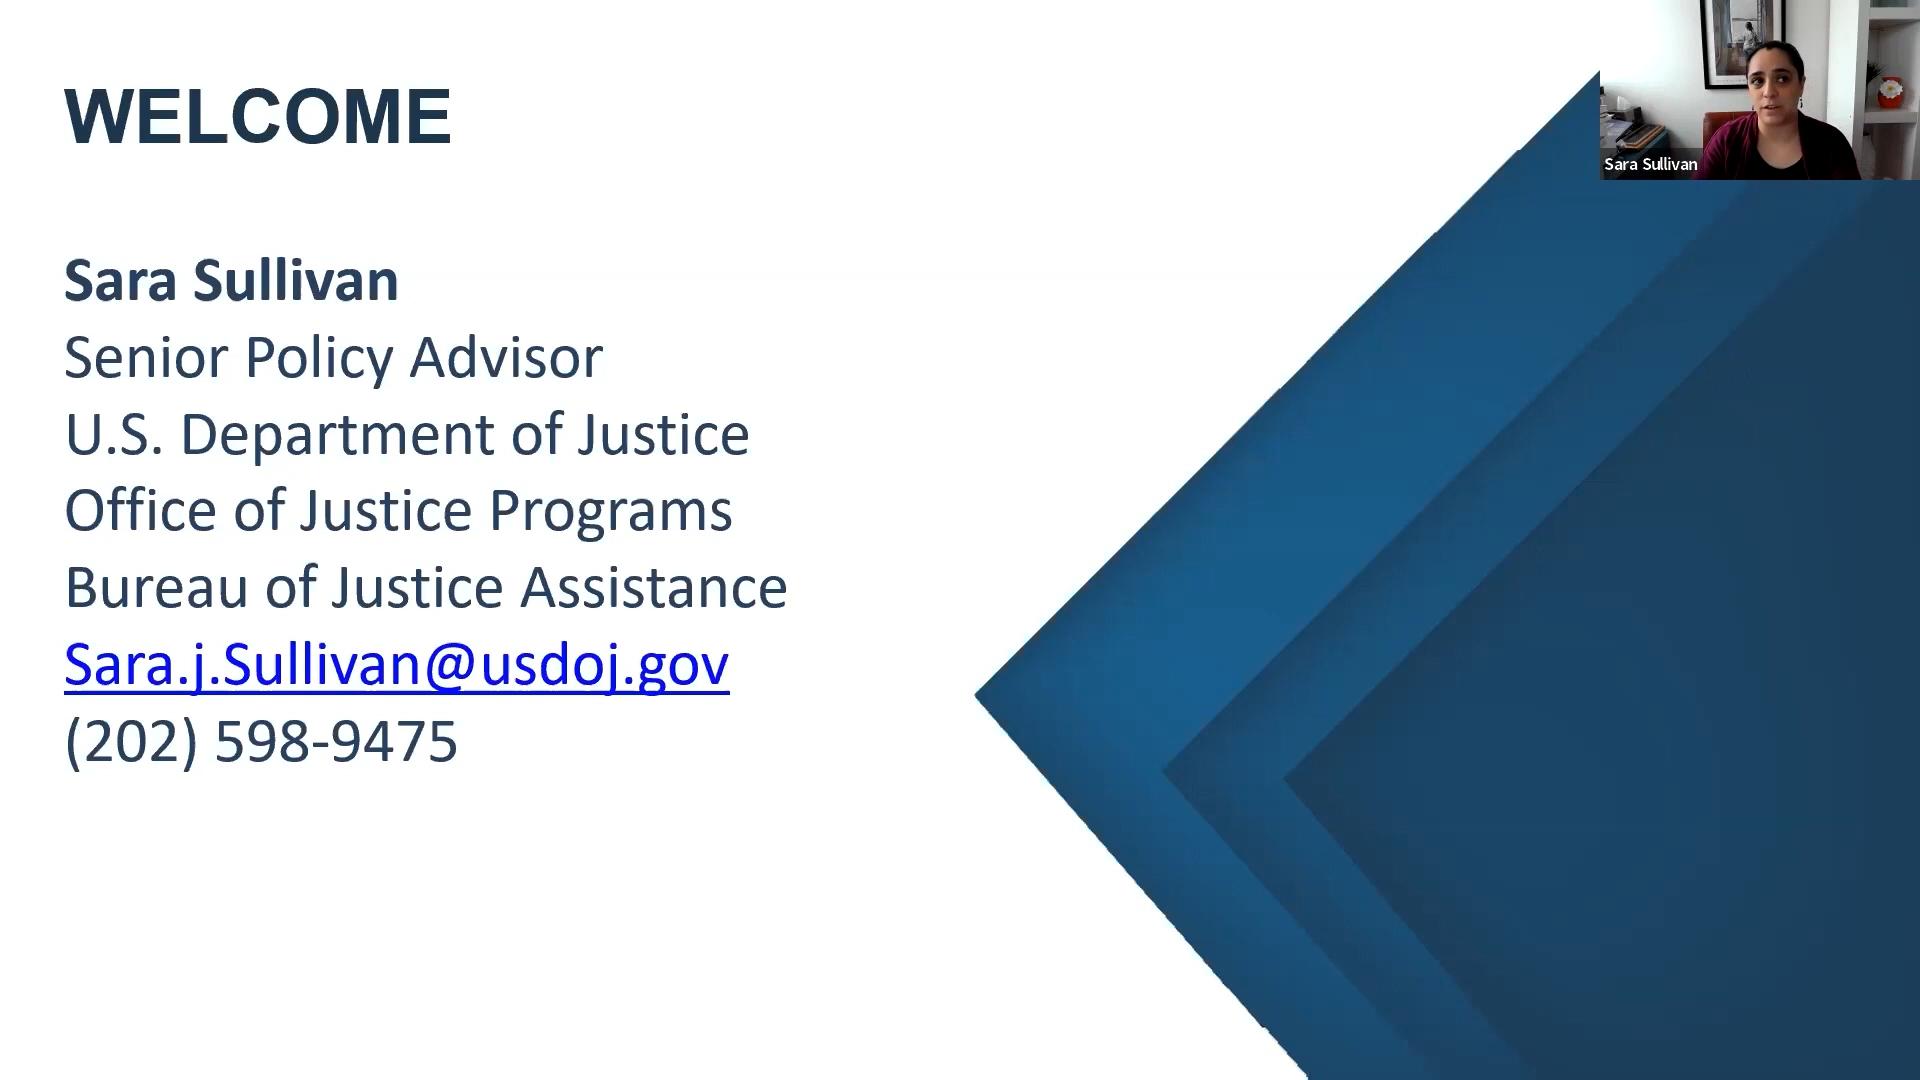 WELCOME
Sara Sullivan
Senior Policy Advisor
U.S. Department of Justice
Office of Justice Programs
Bureau of Justice Assistance
Sara.j.Sullivan@usdoj.gov
(202) 598-9475
Sara Sullivan